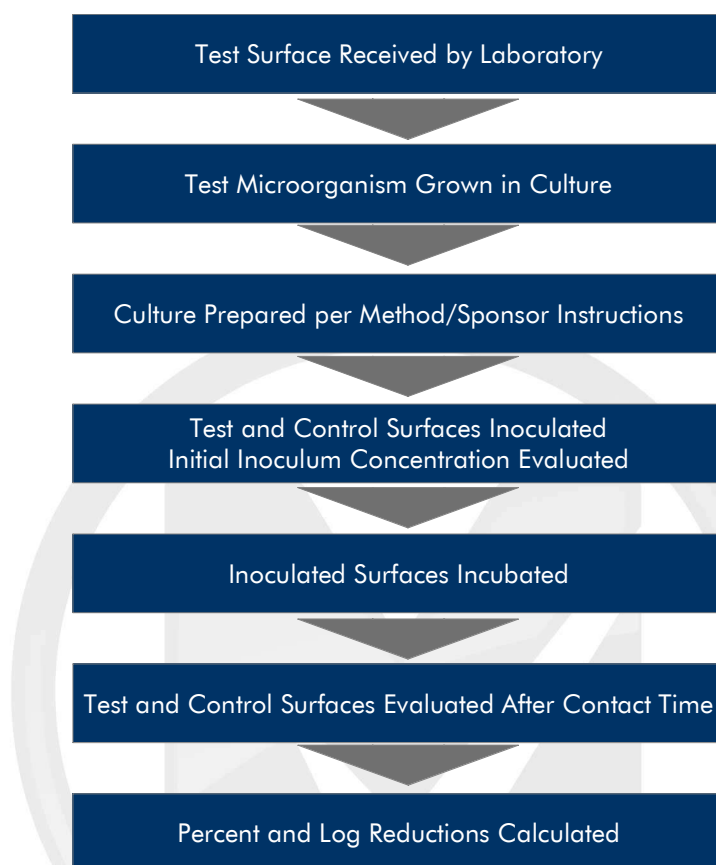 Test Surface Received by Laboratory
Test Microorganism Grown in Culture
Culture Prepared per Method/Sponsor Instructions
Test and Control Surfaces Inoculated
Initial Inoculum Concentration Evaluated
Inoculated Surfaces Incubated
Test and Control Surfaces Evaluated After Contact Time
Percent and Log Reductions Calculated